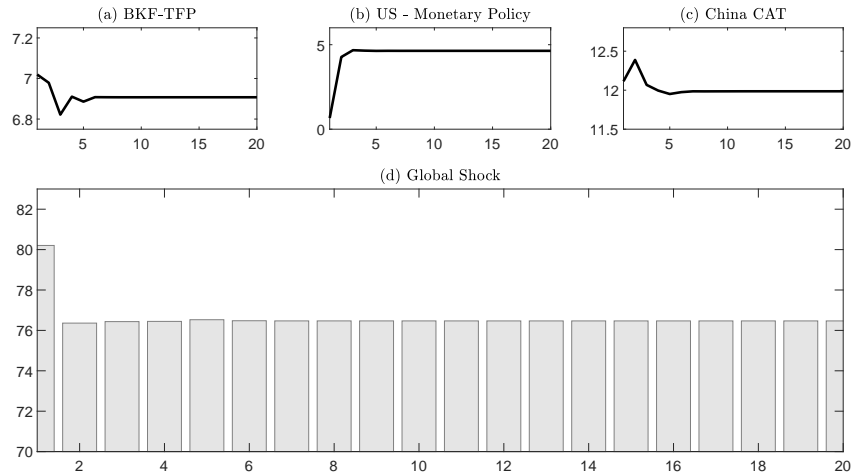 (a) BKF-TFP
(b) US - Monetary Policy
(c) China CAT
7.2
7
6.8
5 10 15 20
5
0
5 10 15 20
12.5
12
11.5
5 10 15 20
(d) Global Shock
82
80
78
76
74
72
70
2 4 6 8 10 12 14 16 18 20